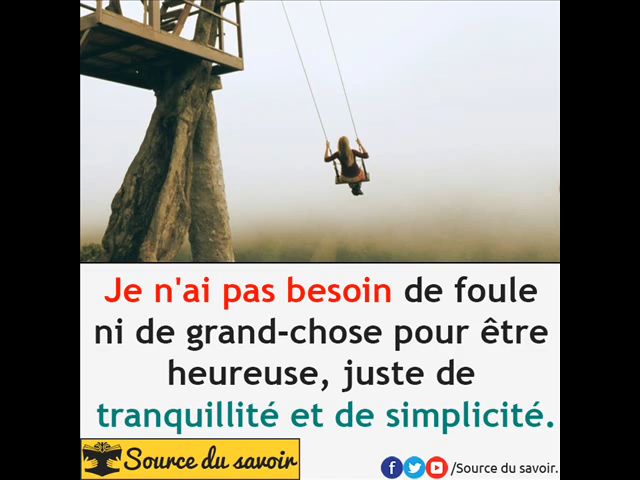 Je n'ai pas besoin de foule
ni de grand-chose pour être
heureuse, juste de
tranquillité et de simplicité.
Source du savoir
/Source du savoir.